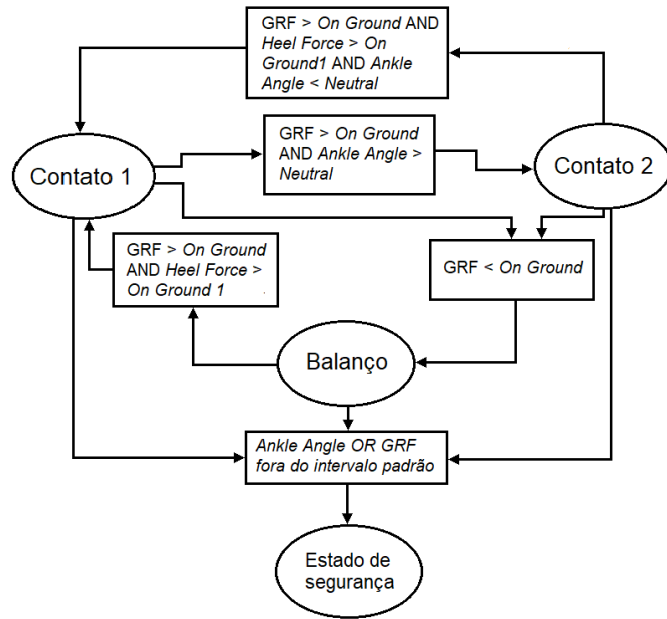 GRF > On Ground AND
Heel Force > On
Ground1 AND Ankle
Angle < Neutral
GRF > On Ground
AND Ankle Angle >
Neutral
Contato 1
Contato 2
GRF > On Ground
AND Heel Force >
On Ground 1
GRF < On Ground
Balanço
Ankle Angle OR GRF
fora do intervalo padrão
Estado de
segurança